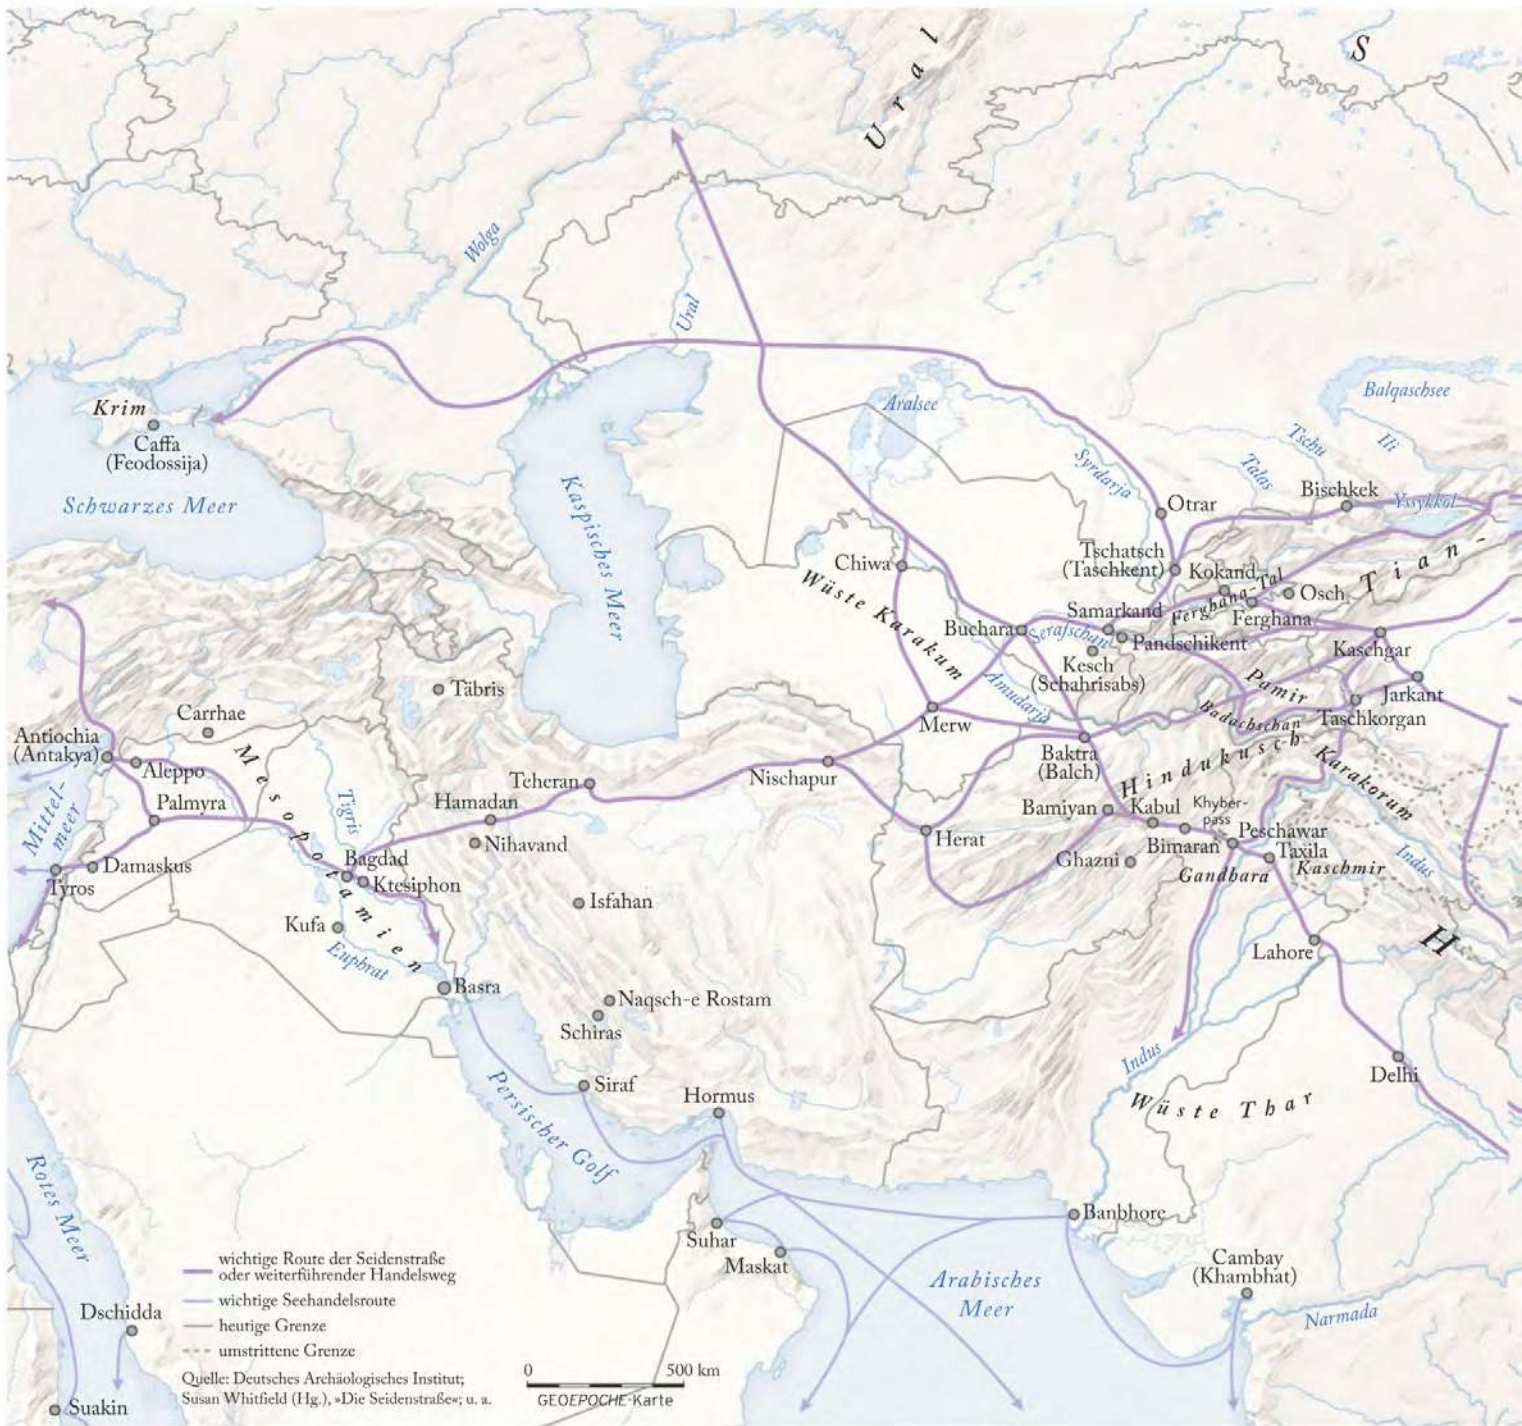 S
Ural
Wolga
Ural
Krim
Caffa
(Feodossija)
Schwarzes Meer
Kaspisches Meer
Aralsee
Balqaschsee
Ili
Tschu
Talas
Syrdarja
Otrar
Bischkek
Yssykköl
Tschatsch
(Taschkent)
Kokand
Ferghana-Tal
Osch
Tian-
Chiwa
Wüste Karakum
Samarkand
Ferghana
Buchara
Serafschan
Pandschikent
Kaschgar
Kesch
(Schahrisabs)
Amudarja
Pamir
Jarkant
Badachschan
Taschkorgan
Merw
Baktra
(Balch)
Hindukusch
Karakorum
Täbris
Carrhae
Antiochia
(Antakya)
Aleppo
Mesopotamien
Teheran
Nischapur
Hamadan
Palmyra
Tigris
Mittel-
meer
Nihavand
Herat
Bamiyan
Kabul
Khyber-
pass
Peschawar
Bimaran
Taxila
Ghazni
Gandhara
Kaschmir
Indus
Damaskus
Tyros
Bagdad
Ktesiphon
Isfahan
Kufa
Euphrat
Lahore
H
Basra
Naqsch-e Rostam
Schiras
Siraf
Persischer Golf
Hormus
Indus
Delhi
Wüste Thar
Rotes Meer
Banbhore
Suhar
Maskat
Cambay
(Khambhat)
Arabisches
Meer
Narmada
Dschidda
Suakin
wichtige Route der Seidenstraße
oder weiterführender Handelsweg
wichtige Seehandelsroute
heutige Grenze
umstrittene Grenze
Quelle: Deutsches Archäologisches Institut;
Susan Whitfield (Hg.), »Die Seidenstraße«; u. a.
0 500 km
GEOEPOCHE-Karte